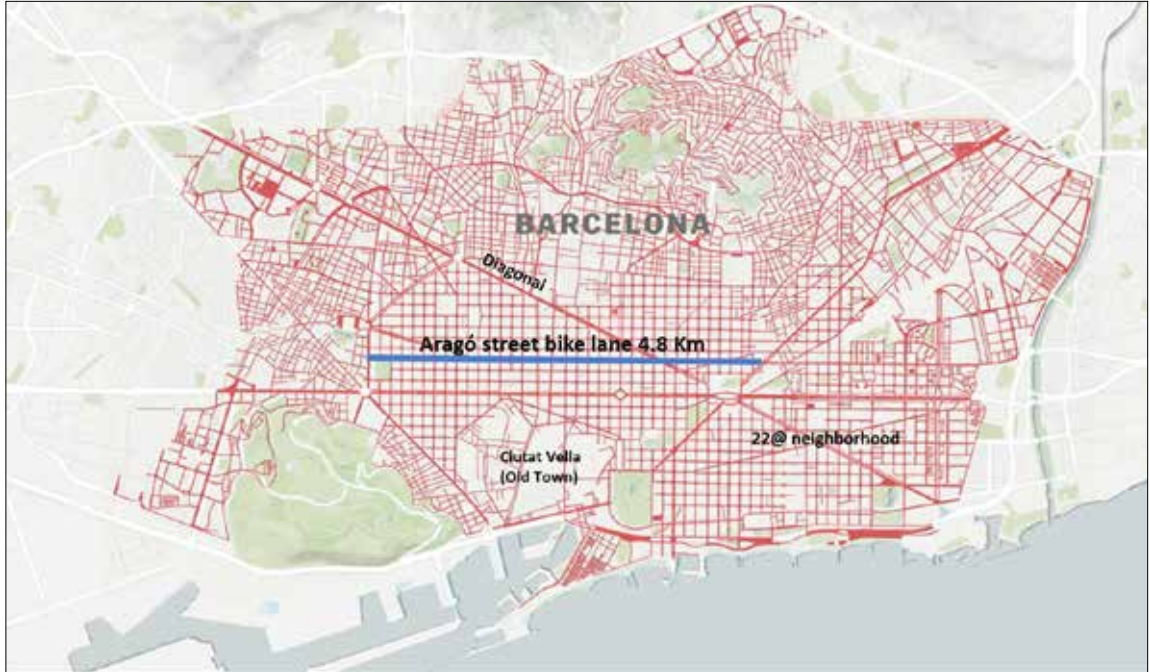 BARCELONA
Diagonal
Aragó street bike lane 4.8 Km
22@ neighborhood
Ciutat Vella
(Old Town)